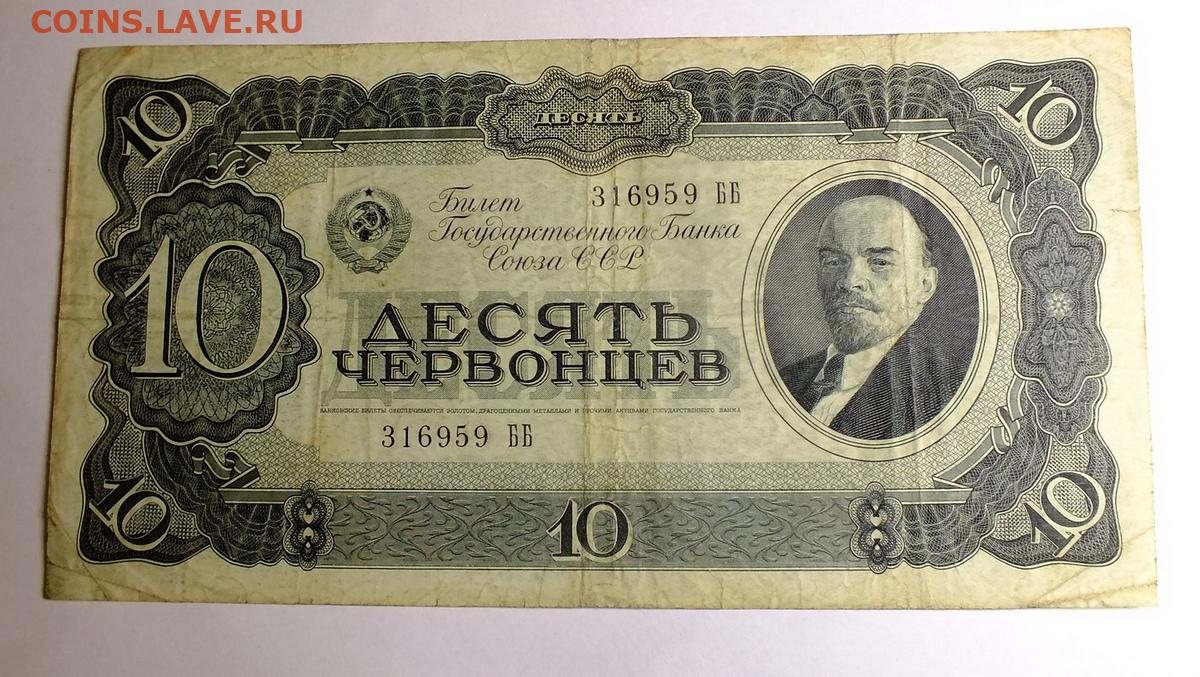 COINS.LAVE.RU
10
ДЕСЯТЬ
10
Билет 316959 ББ
Государственного Банка
Союза ССР
10
ДЕСЯТЬ
ЧЕРВОНЦЕВ
БАНКОВСКИЕ БИЛЕТЫ ОБЕСПЕЧИВАЮТСЯ ЗОЛОТОМ, ДРАГОЦЕННЫМИ МЕТАЛЛАМИ И ПРОЧИМИ АКТИВАМИ ГОСУДАРСТВЕННОГО БАНКА
316959 ББ
10
10
10